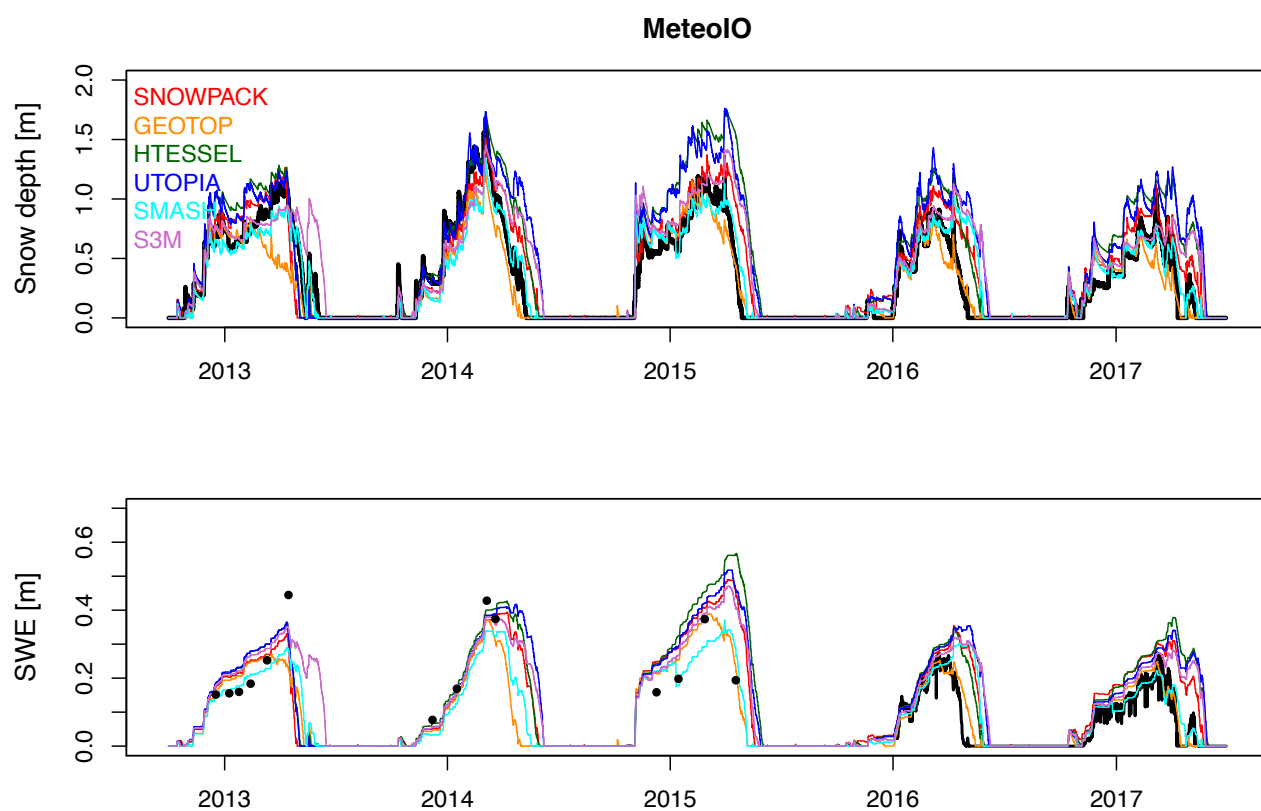 MeteoIO
Snow depth [m]
2.0
1.5
1.0
0.5
0.0
SNOWPACK
GEOTOP
HTESSEL
UTOPIA
SMASH
S3M
2013 2014 2015 2016 2017
SWE [m]
0.6
0.4
0.2
0.0
2013 2014 2015 2016 2017